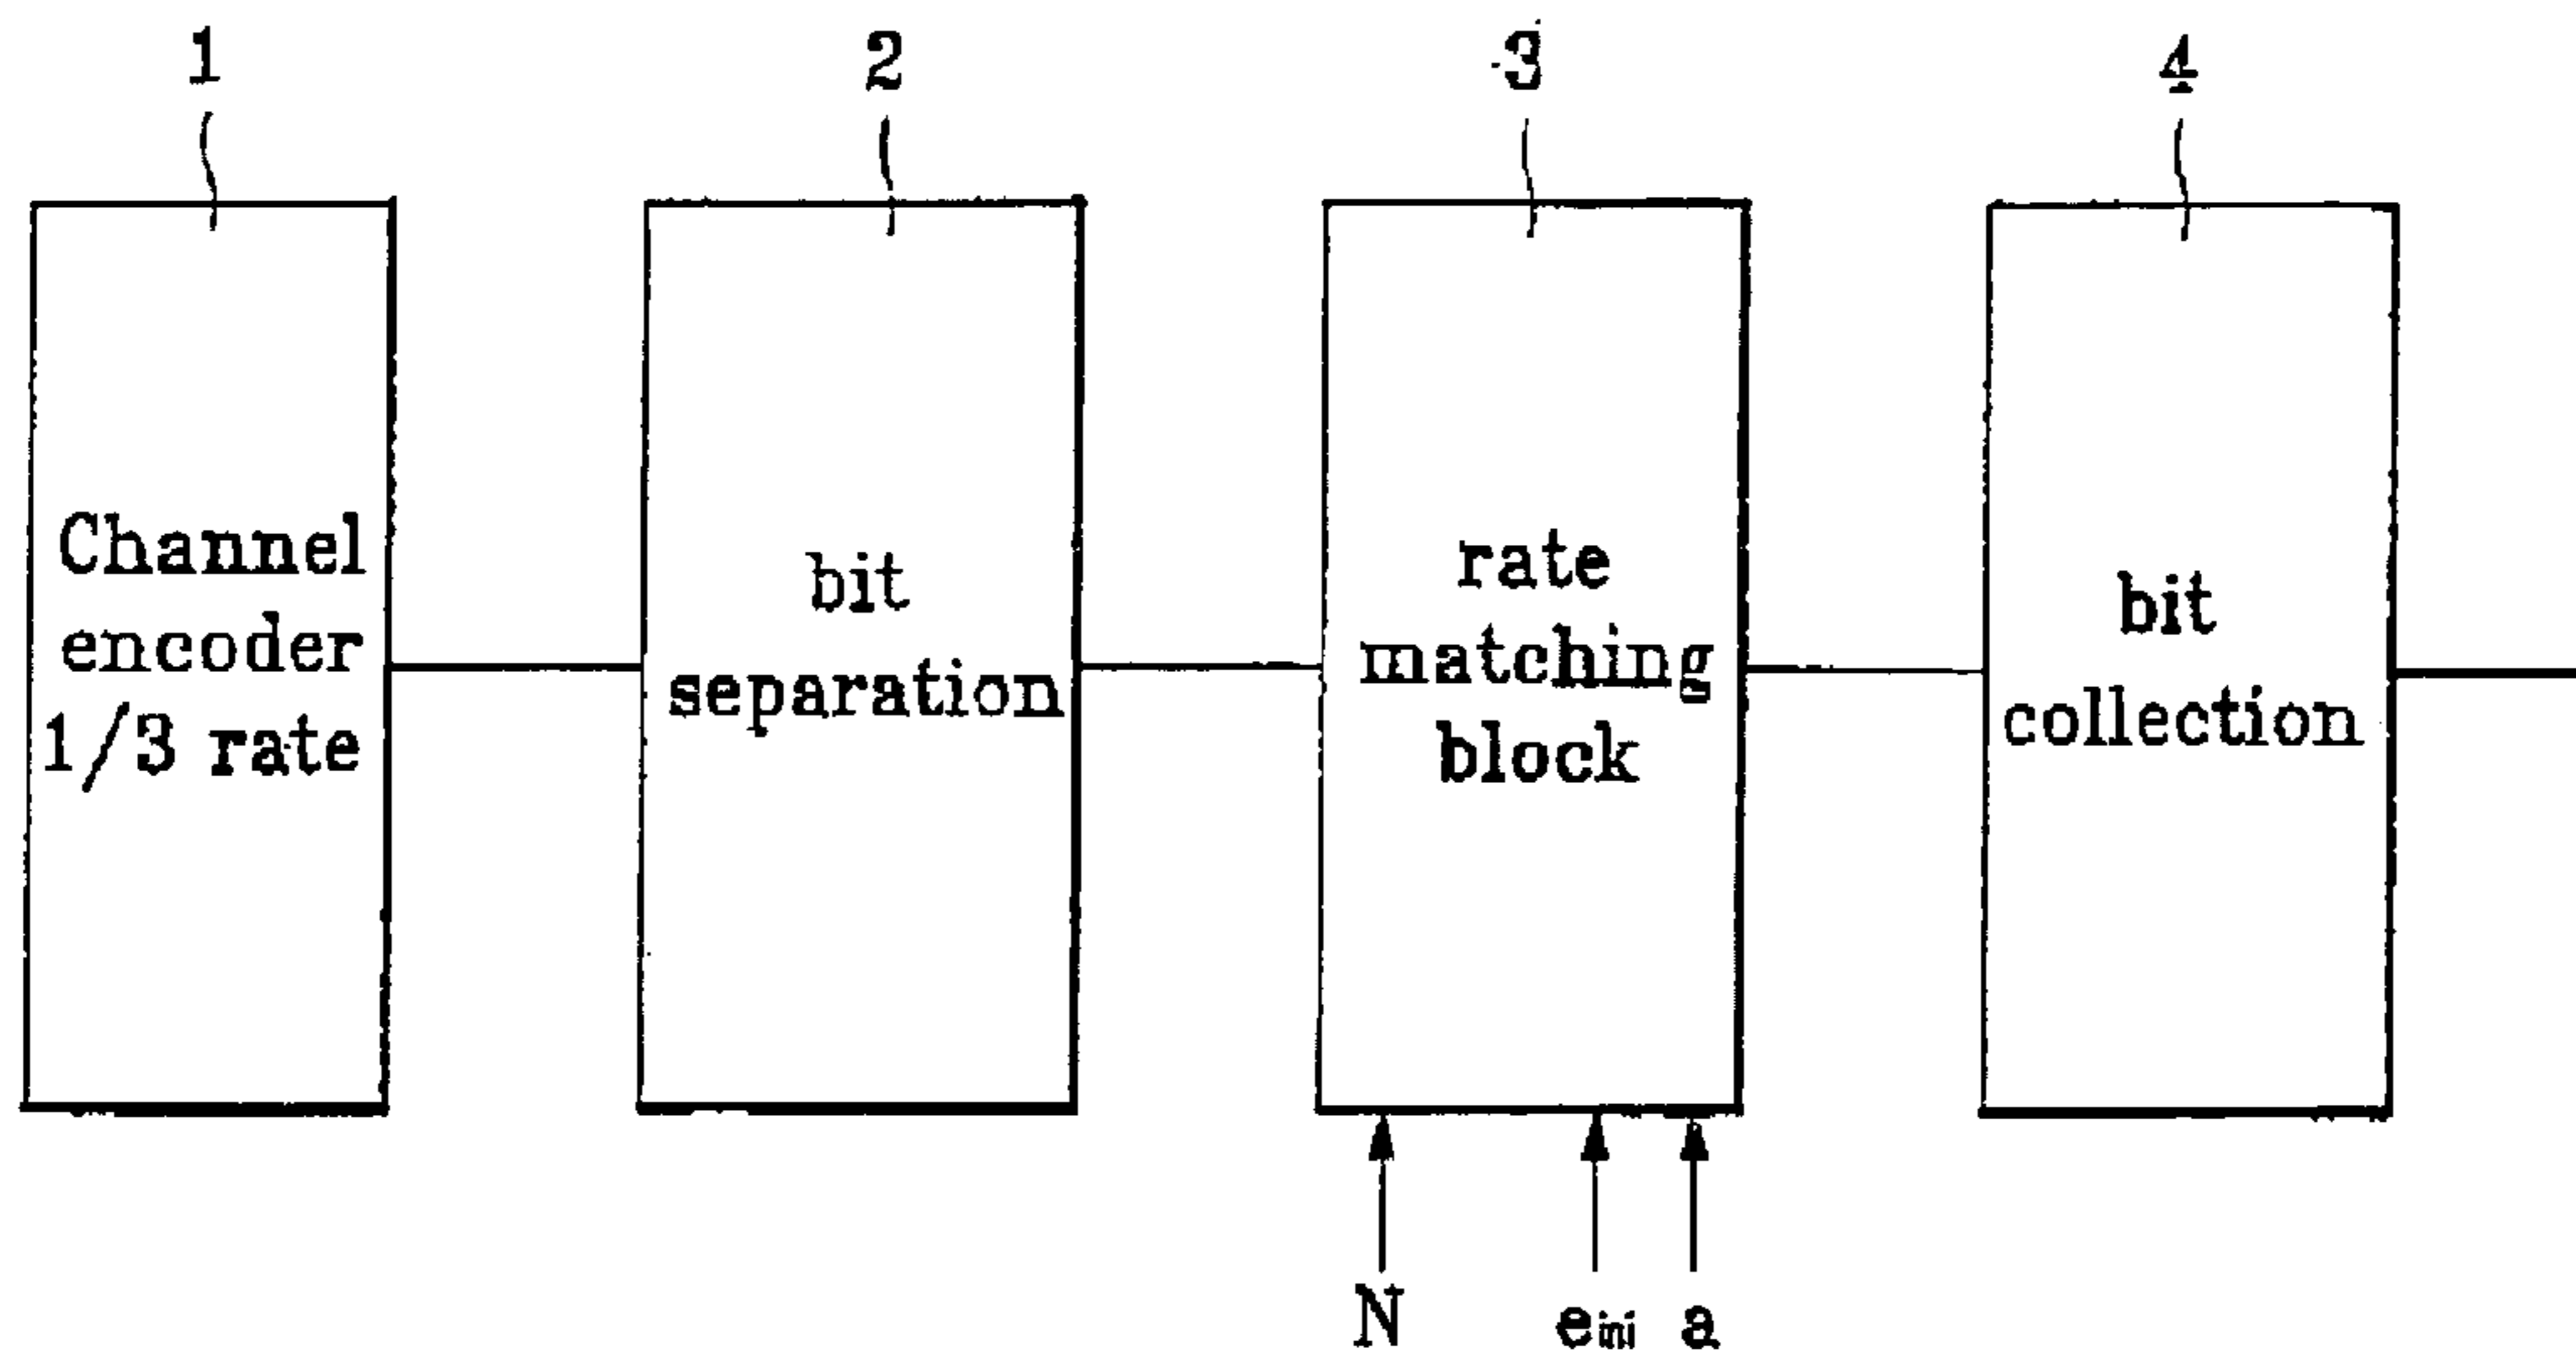 1
2
3
4
Channel
encoder
1/3 rate
bit
separation
rate
matching
block
bit
collection
N
eini
a